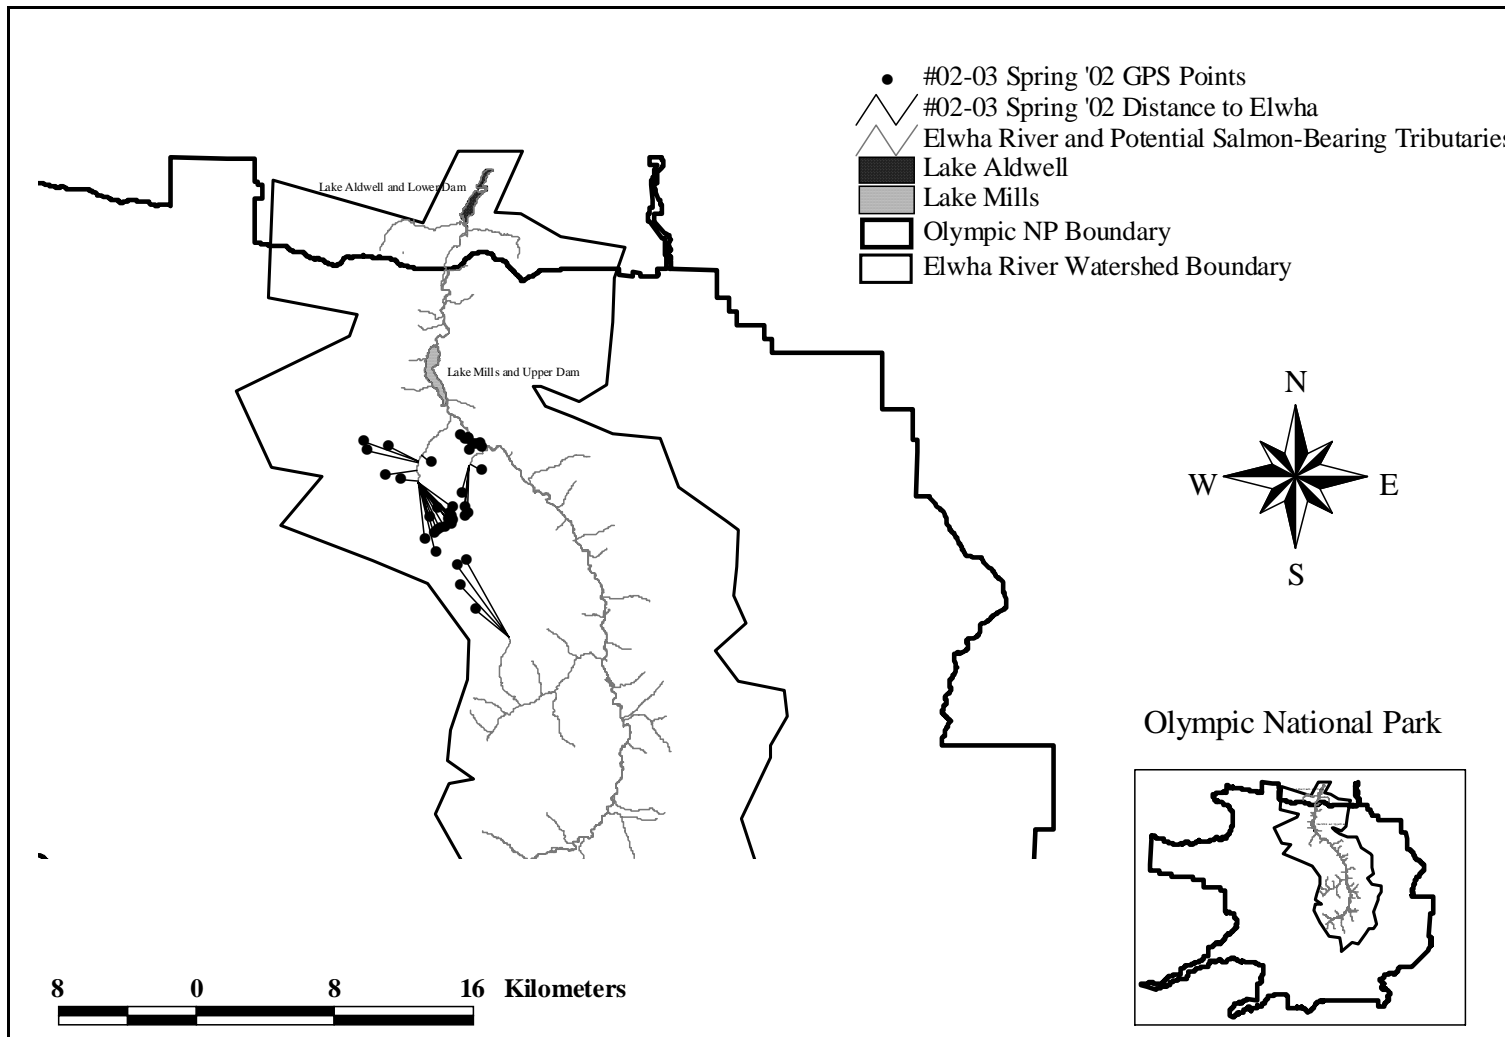 #02-03 Spring '02 GPS Points
#02-03 Spring '02 Distance to Elwha
Elwha River and Potential Salmon-Bearing Tributaries
Lake Aldwell
Lake Mills
Olympic NP Boundary
Elwha River Watershed Boundary
Lake Aldwell and Lower Dam
Lake Mills and Upper Dam
N
W E
S
Olympic National Park
8 0 8 16 Kilometers